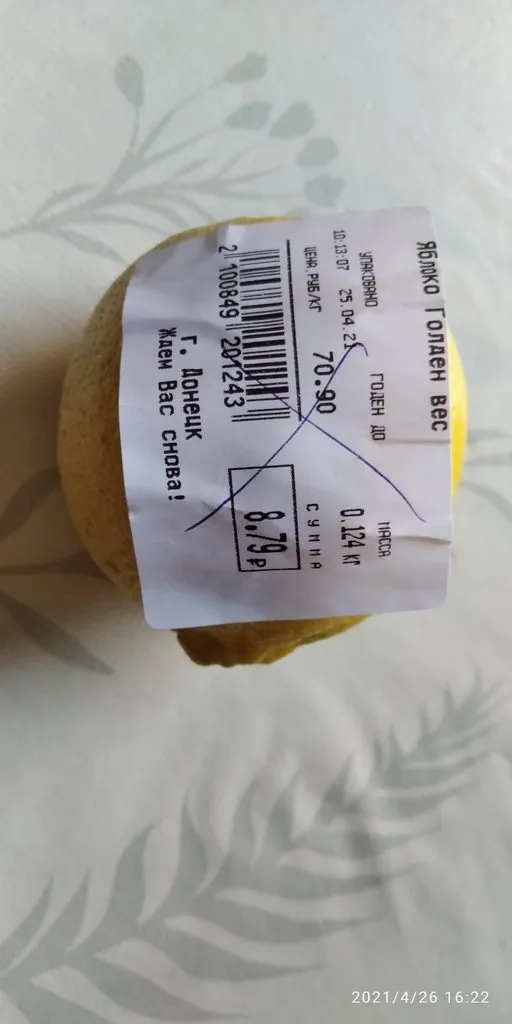 Яблоко Голден вес
УПАКОВАНО ГОДЕН ДО МАССА
10:13:07 25.04.21 0.124 КГ
ЦЕНА,РУБ/КГ 70.90 СУММА
8.79 ₽
2 100849 201243
г. Донецк
Ждем Вас снова!
2021/4/26 16:22